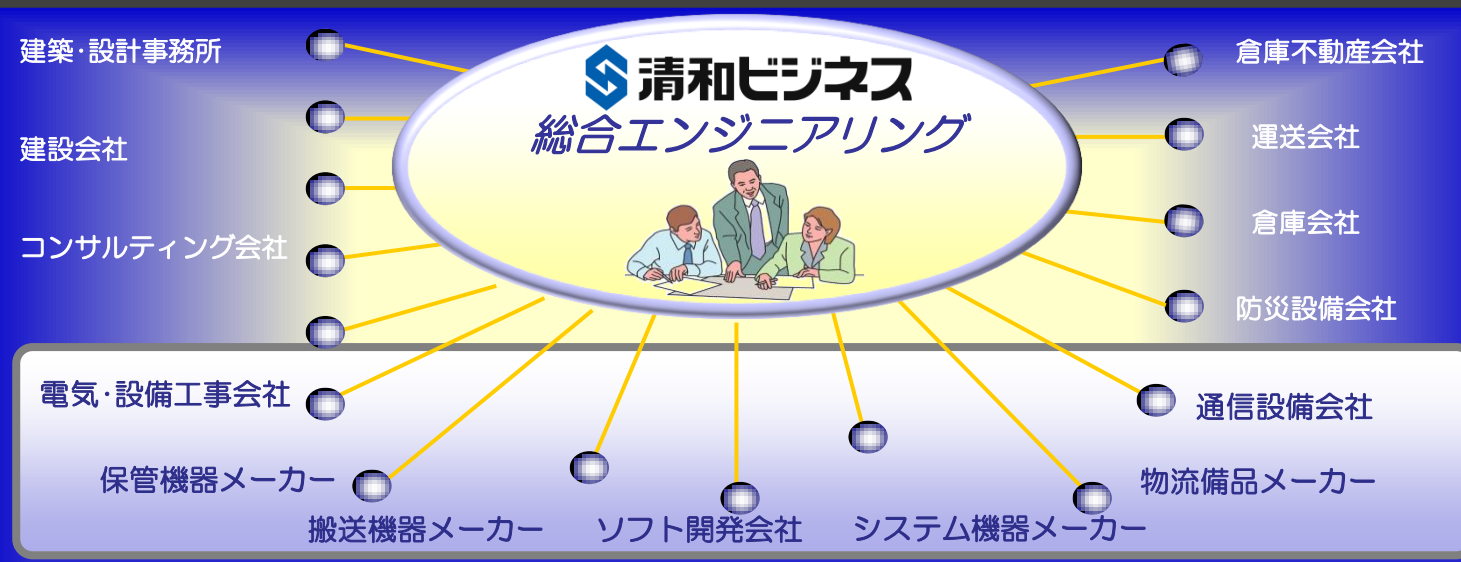 清和ビジネス
総合エンジニアリング
建築・設計事務所
建設会社
コンサルティング会社
倉庫不動産会社
運送会社
倉庫会社
防災設備会社
電気・設備工事会社
通信設備会社
保管機器メーカー
物流備品メーカー
搬送機器メーカー
ソフト開発会社
システム機器メーカー